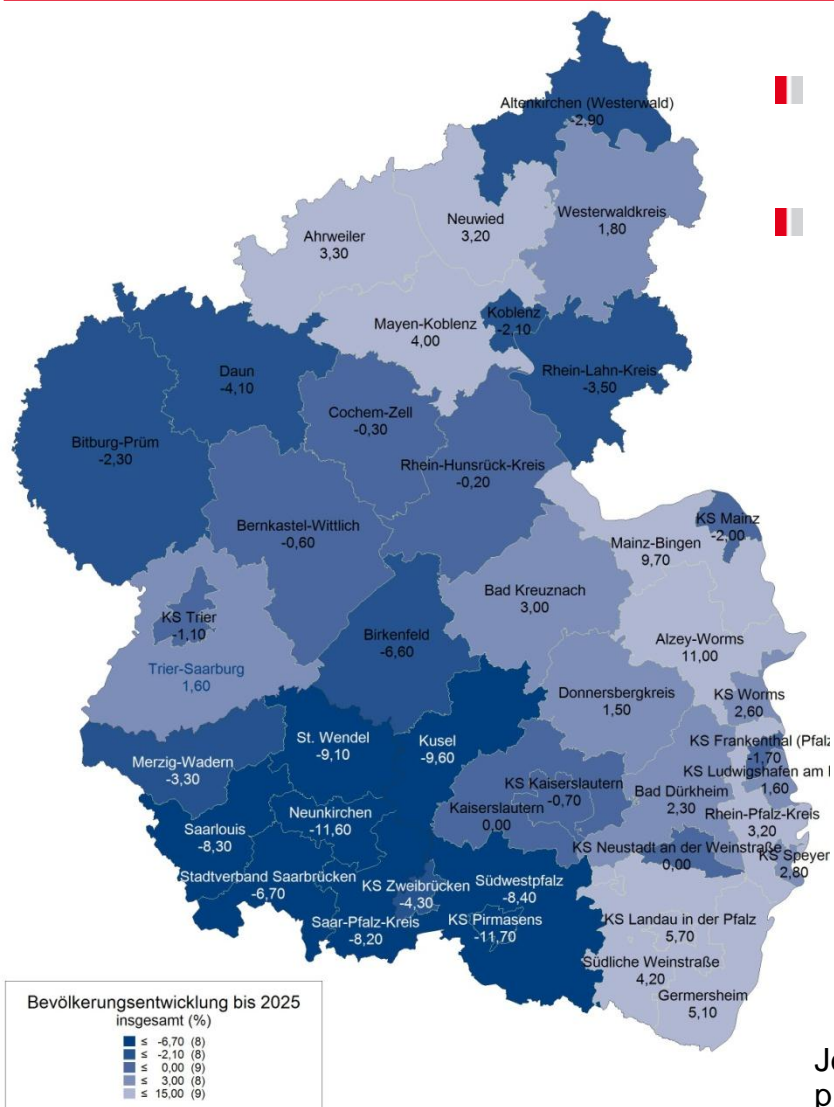 Altenkirchen (Westerwald)
-2,90
Westerwaldkreis
1,80
Neuwied
3,20
Ahrweiler
3,30
Mayen-Koblenz
4,00
Koblenz
-2,10
Rhein-Lahn-Kreis
-3,50
Daun
-4,10
Bitburg-Prüm
-2,30
Cochem-Zell
-0,30
Rhein-Hunsrück-Kreis
-0,20
Bernkastel-Wittlich
-0,60
KS Mainz
-2,00
Mainz-Bingen
9,70
Bad Kreuznach
3,00
KS Trier
-1,10
Trier-Saarburg
1,60
Birkenfeld
-6,60
Alzey-Worms
11,00
Donnersbergkreis
1,50
KS Worms
2,60
St. Wendel
-9,10
Kusel
-9,60
Merzig-Wadern
-3,30
KS Frankenthal (Pfalz
-1,70
KS Ludwigshafen am
1,60
KS Kaiserslautern
-0,70
Kaiserslautern
0,00
Bad Dürkheim
2,30
Rhein-Pfalz-Kreis
3,20
Neunkirchen
-11,60
Saarlouis
-8,30
KS Neustadt an der Weinstraße
0,00
KS Speyer
2,80
Stadtverband Saarbrücken
-6,70
KS Zweibrücken
-4,30
Südwestpfalz
-8,40
Saar-Pfalz-Kreis
-8,20
KS Pirmasens
-11,70
KS Landau in der Pfalz
5,70
Südliche Weinstraße
4,20
Germersheim
5,10
Bevölkerungsentwicklung bis 2025
insgesamt (%)
≤ -6,70 (8)
≤ -2,10 (8)
≤ 0,00 (9)
≤ 3,00 (8)
≤ 15,00 (9)